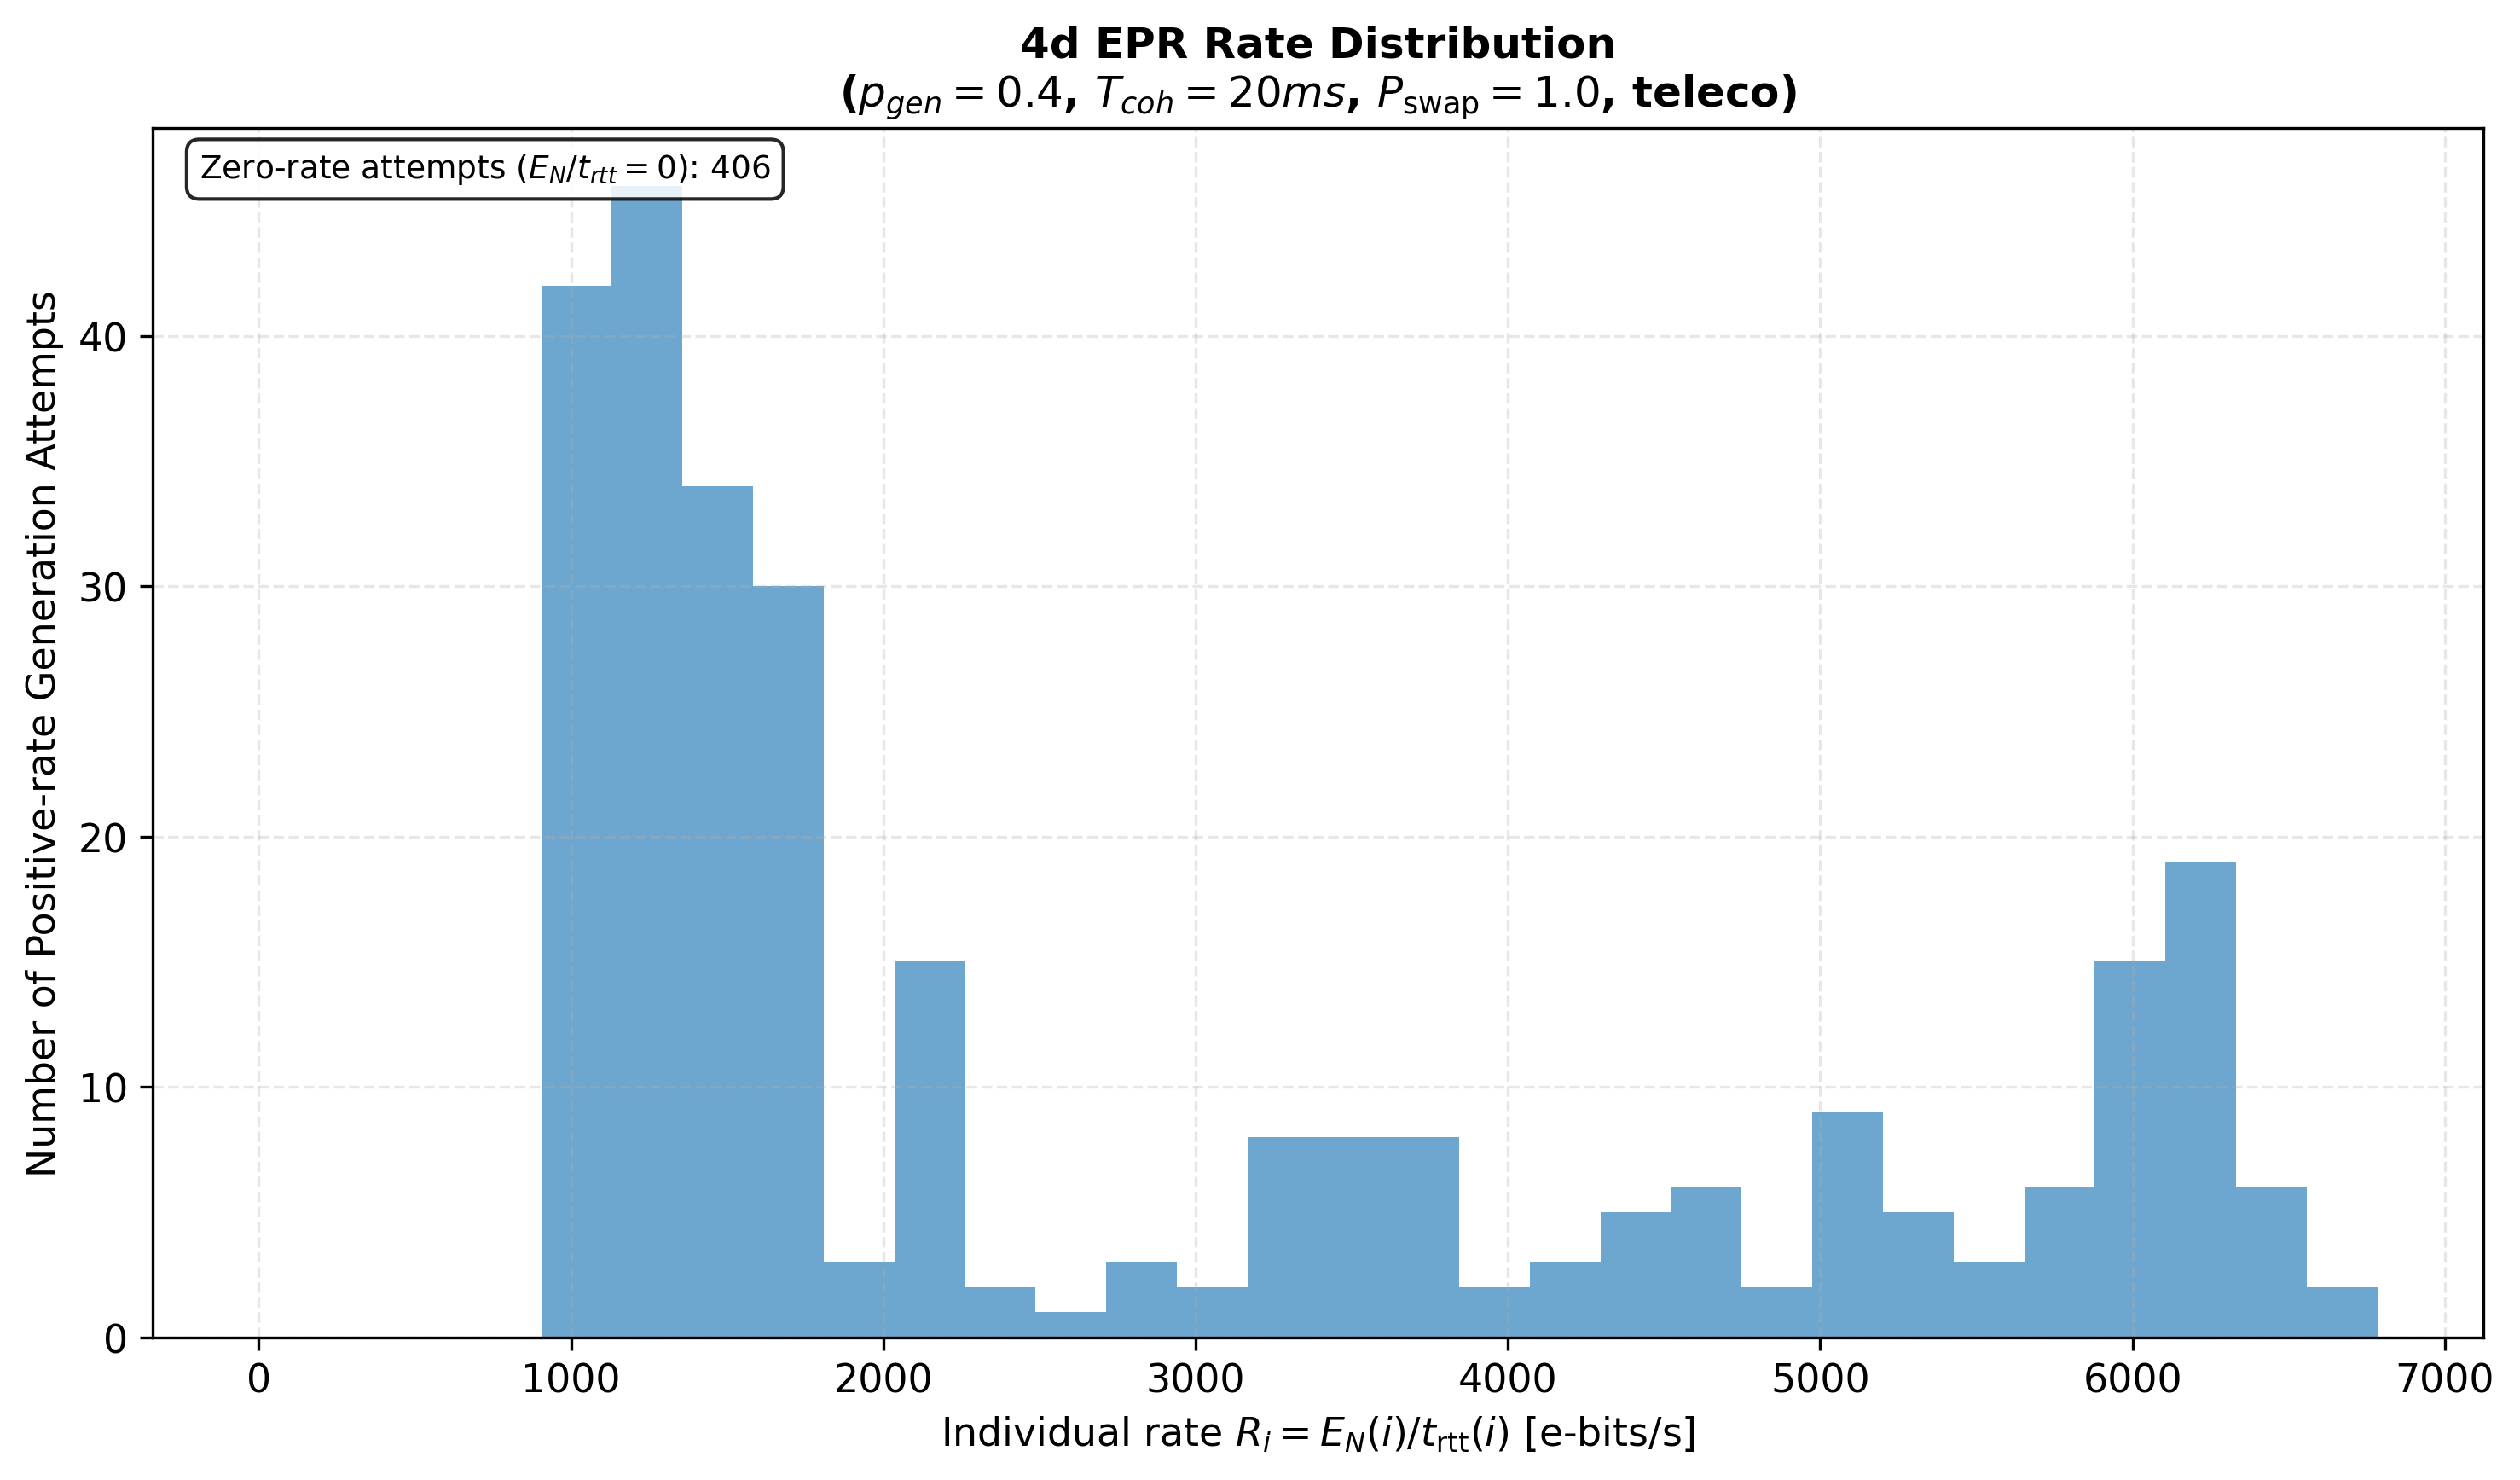 4d EPR Rate Distribution
(p_gen = 0.4, T_coh = 20ms, P_swap = 1.0, teleco)
Zero-rate attempts (E_N/t_rtt = 0): 406
Number of Positive-rate Generation Attempts
40
30
20
10
0
0 1000 2000 3000 4000 5000 6000 7000
Individual rate R_i = E_N(i)/t_rtt(i) [e-bits/s]